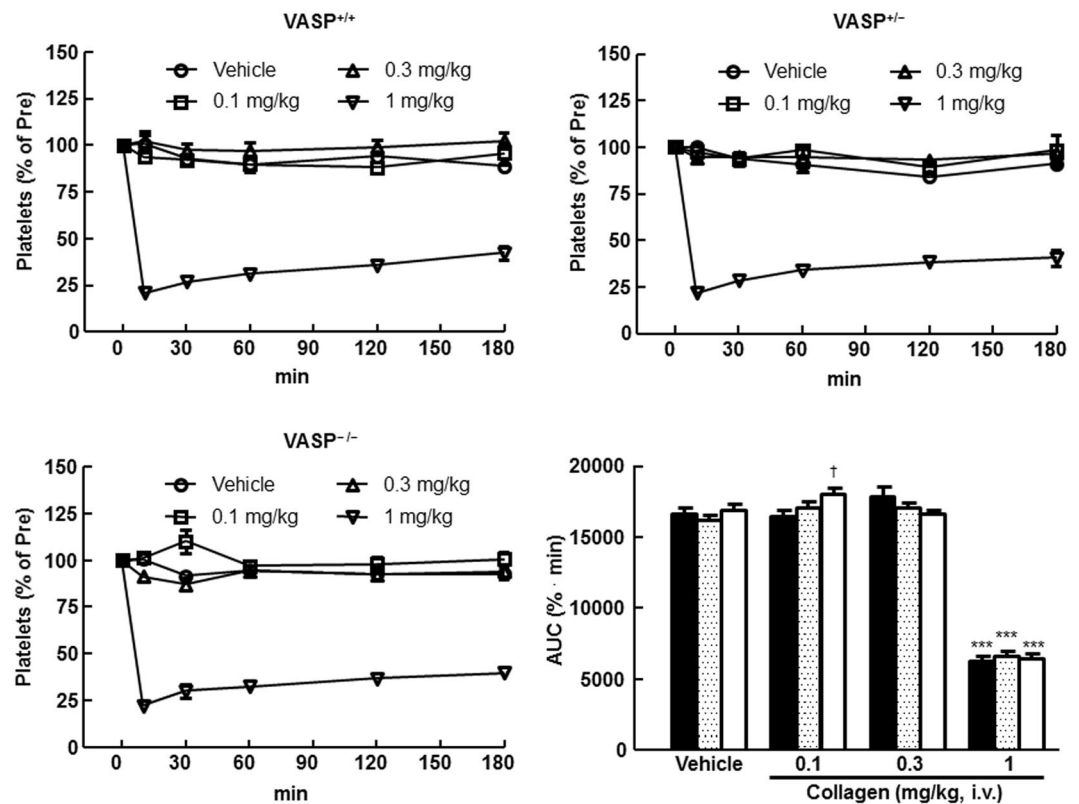 VASP+/+
150
125
100
75
50
25
0
Platelets (% of Pre)
Vehicle
0.3 mg/kg
0.1 mg/kg
1 mg/kg
0 30 60 90 120 150 180
min
VASP+/−
150
125
100
75
50
25
0
Platelets (% of Pre)
Vehicle
0.3 mg/kg
0.1 mg/kg
1 mg/kg
0 30 60 90 120 150 180
min
VASP−/−
150
125
100
75
50
25
0
Platelets (% of Pre)
Vehicle
0.3 mg/kg
0.1 mg/kg
1 mg/kg
0 30 60 90 120 150 180
min
20000
15000
10000
5000
0
AUC (% · min)
†
*** *** ***
Vehicle 0.1 0.3 1
Collagen (mg/kg, i.v.)